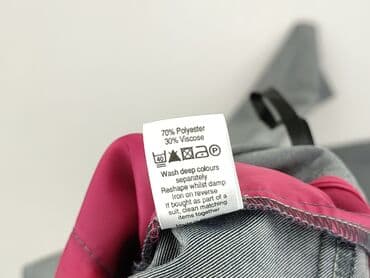 70% Polyester
30% Viscose
40 P
Wash deep colours
separately
Reshape whilst damp
Iron on reverse
If bought as part of a
suit, clean matching
items together